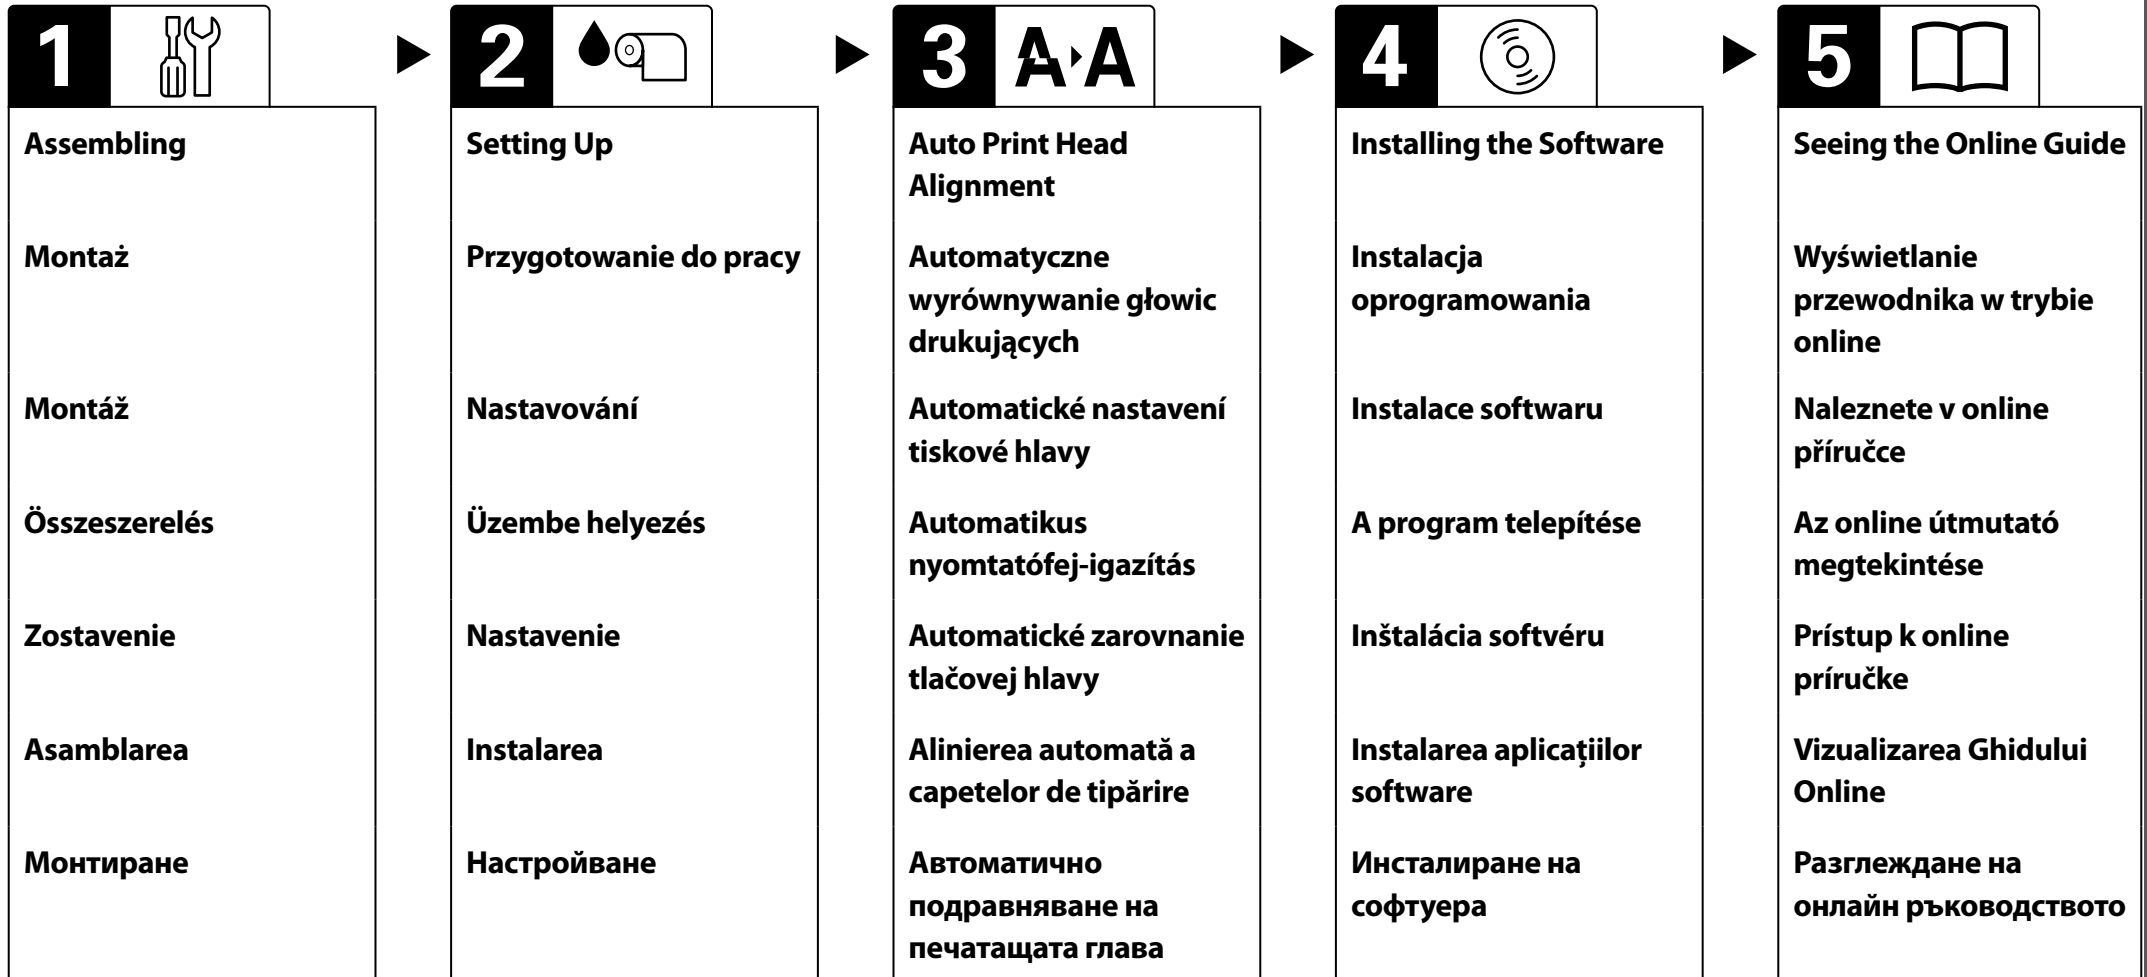 1
2
3
A A
4
5
Assembling
Setting Up
Auto Print Head
Alignment
Installing the Software
Seeing the Online Guide
Montaż
Przygotowanie do pracy
Automatyczne
wyrównywanie głowic
drukujących
Instalacja
oprogramowania
Wyświetlanie
przewodnika w trybie
online
Montáž
Nastavování
Automatické nastavení
tiskové hlavy
Instalace softwaru
Naleznete v online
příručce
Összeszerelés
Üzembe helyezés
Automatikus
nyomtatófej-igazítás
A program telepítése
Az online útmutató
megtekintése
Zostavenie
Nastavenie
Automatické zarovnanie
tlačovej hlavy
Inštalácia softvéru
Prístup k online
príručke
Asamblarea
Instalarea
Alinierea automată a
capetelor de tipărire
Instalarea aplicațiilor
software
Vizualizarea Ghidului
Online
Монтиране
Настройване
Автоматично
подравняване на
печатащата глава
Инсталиране на
софтуера
Разглеждане на
онлайн ръководството